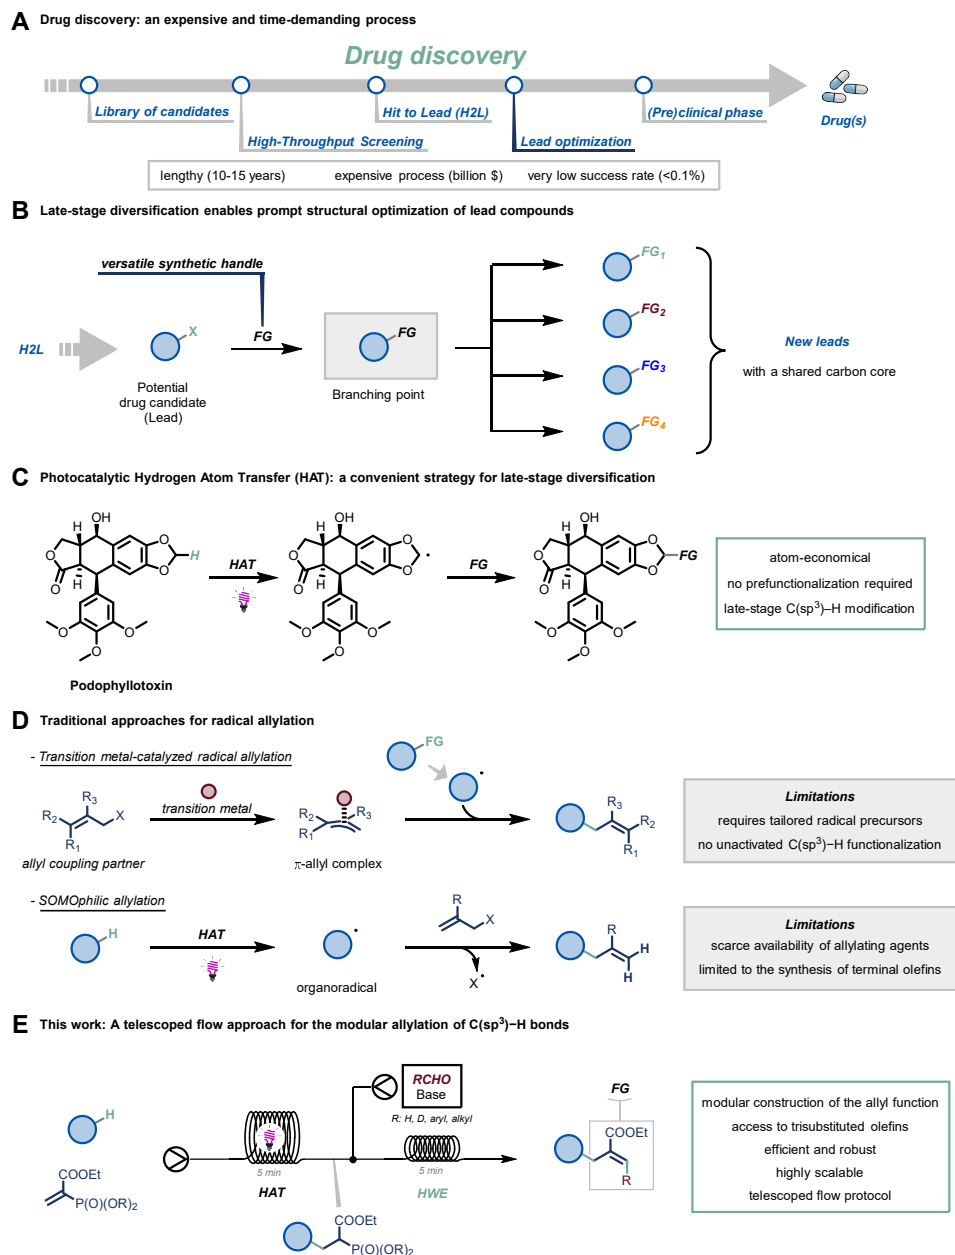 A Drug discovery: an expensive and time-demanding process
Drug discovery
Library of candidates
Hit to Lead (H2L)
(Pre)clinical phase
Drug(s)
High-Throughput Screening
Lead optimization
lengthy (10-15 years) expensive process (billion $) very low success rate (<0.1%)
B Late-stage diversification enables prompt structural optimization of lead compounds
versatile synthetic handle
H2L
X
FG
FG
FG1
FG2
FG3
FG4
Potential
drug candidate
(Lead)
Branching point
New leads
with a shared carbon core
C Photocatalytic Hydrogen Atom Transfer (HAT): a convenient strategy for late-stage diversification
H OH
O
O
H
O
H
O
O
O
O
O
Podophyllotoxin
HAT
H OH
O
O
H
O
O
O
O
O
FG
H OH
O
O
FG
H
O
O
O
O
O
atom-economical
no prefunctionalization required
late-stage C(sp³)–H modification
D Traditional approaches for radical allylation
- Transition metal-catalyzed radical allylation
R3
R2
X
R1
allyl coupling partner
transition metal
R2
R3
R1
π-allyl complex
FG
R3
R2
R1
Limitations
requires tailored radical precursors
no unactivated C(sp³)–H functionalization
- SOMOphilic allylation
H
HAT
organoradical
R
X
X
R
H
H
Limitations
scarce availability of allylating agents
limited to the synthesis of terminal olefins
E This work: A telescoped flow approach for the modular allylation of C(sp³)–H bonds
H
COOEt
P(O)(OR)2
5 min
HAT
RCHO
Base
R: H, D, aryl, alkyl
5 min
HWE
COOEt
P(O)(OR)2
FG
COOEt
R
modular construction of the allyl function
access to trisubstituted olefins
efficient and robust
highly scalable
telescoped flow protocol